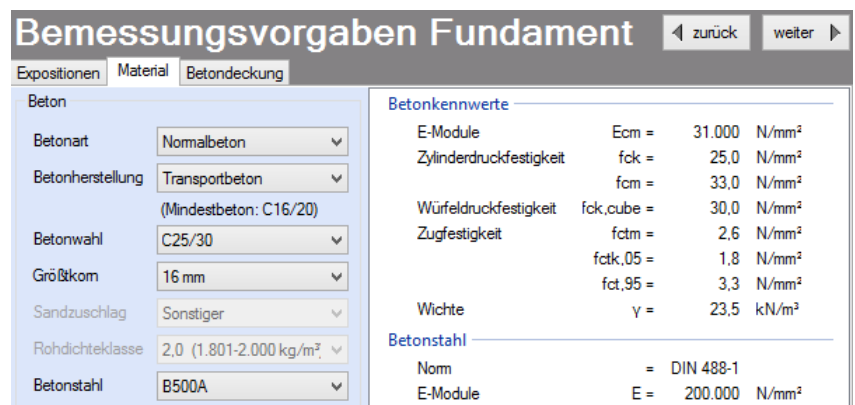 Bemessungsvorgaben Fundament
zurück weiter
Expositionen Material Betondeckung
Beton
Betonart Normalbeton
Betonherstellung Transportbeton
(Mindestbeton: C16/20)
Betonwahl C25/30
Größtkorn 16 mm
Sandzuschlag Sonstiger
Rohdichteklasse 2,0 (1.801-2.000 kg/m³,
Betonstahl B500A
Betonkennwerte
E-Module Ecm = 31.000 N/mm²
Zylinderdruckfestigkeit fck = 25,0 N/mm²
fcm = 33,0 N/mm²
Würfeldruckfestigkeit fck,cube = 30,0 N/mm²
Zugfestigkeit fctm = 2,6 N/mm²
fctk,05 = 1,8 N/mm²
fct,95 = 3,3 N/mm²
Wichte γ = 23,5 kN/m³
Betonstahl
Norm = DIN 488-1
E-Module E = 200.000 N/mm²